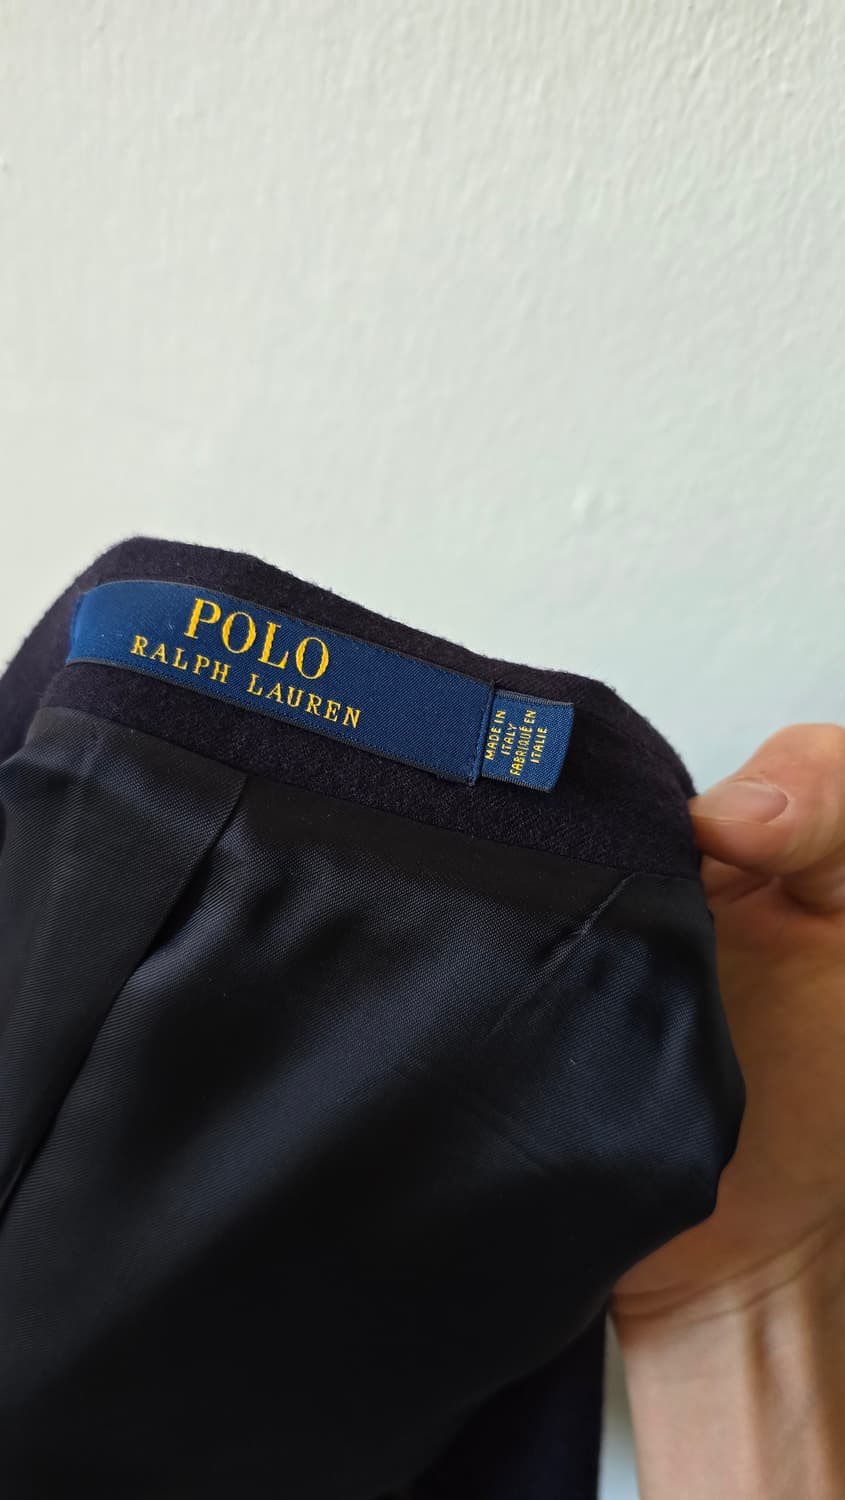 POLO
RALPH LAUREN
MADE IN
ITALY
FABRIQUÉ EN
ITALIE